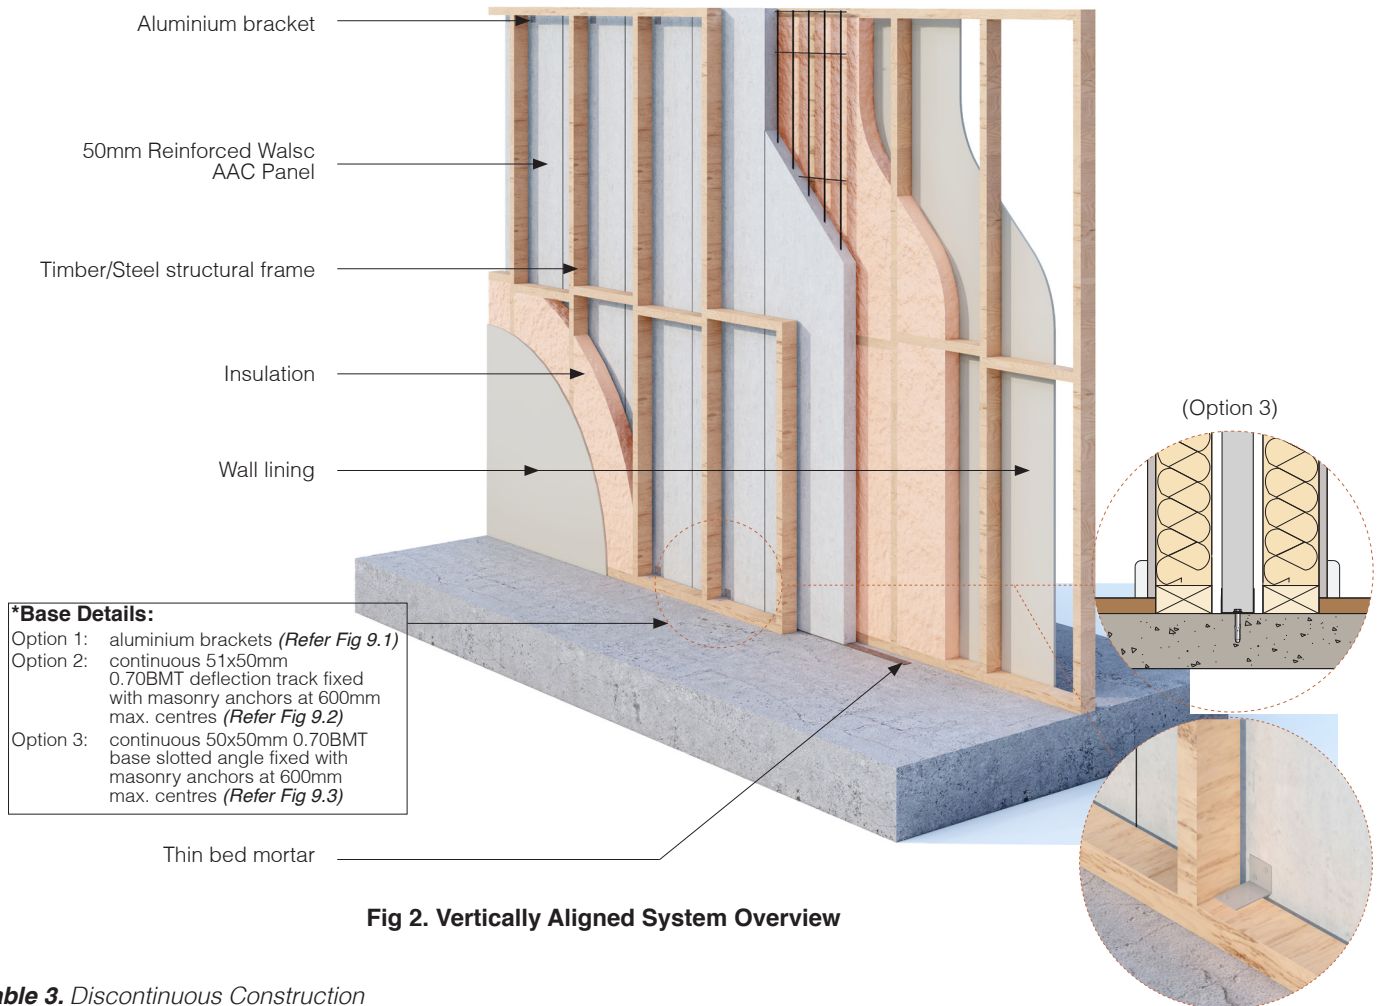 Aluminium bracket
50mm Reinforced Walsc
AAC Panel
Timber/Steel structural frame
Insulation
Wall lining
(Option 3)
*Base Details:
Option 1: aluminium brackets (Refer Fig 9.1)
Option 2: continuous 51x50mm
0.70BMT deflection track fixed
with masonry anchors at 600mm
max. centres (Refer Fig 9.2)
Option 3: continuous 50x50mm 0.70BMT
base slotted angle fixed with
masonry anchors at 600mm
max. centres (Refer Fig 9.3)
Thin bed mortar
Fig 2. Vertically Aligned System Overview
able 3. Discontinuous Construction